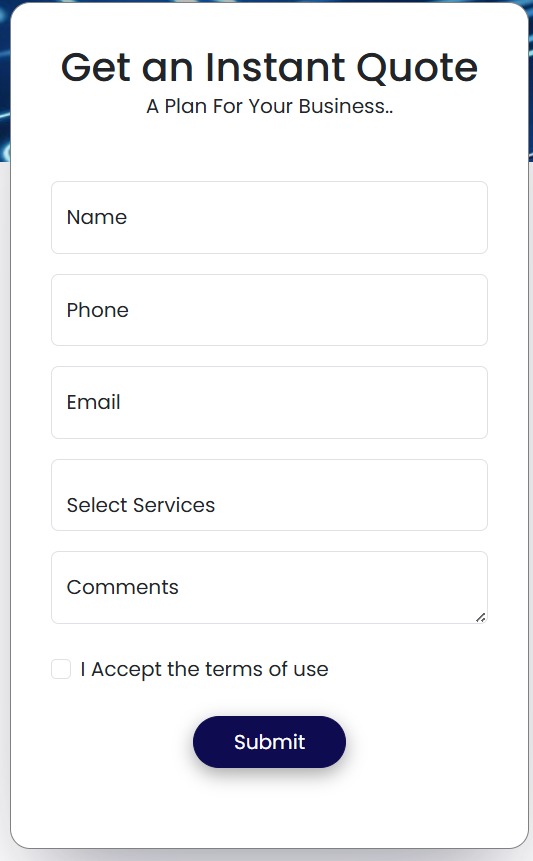 Get an Instant Quote
A Plan For Your Business..
Name
Phone
Email
Select Services
Comments
I Accept the terms of use
Submit